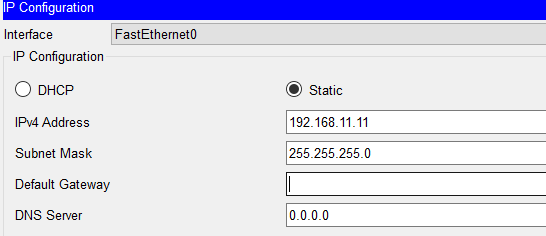 IP Configuration
Interface FastEthernet0
IP Configuration
DHCP Static
IPv4 Address 192.168.11.11
Subnet Mask 255.255.255.0
Default Gateway
DNS Server 0.0.0.0